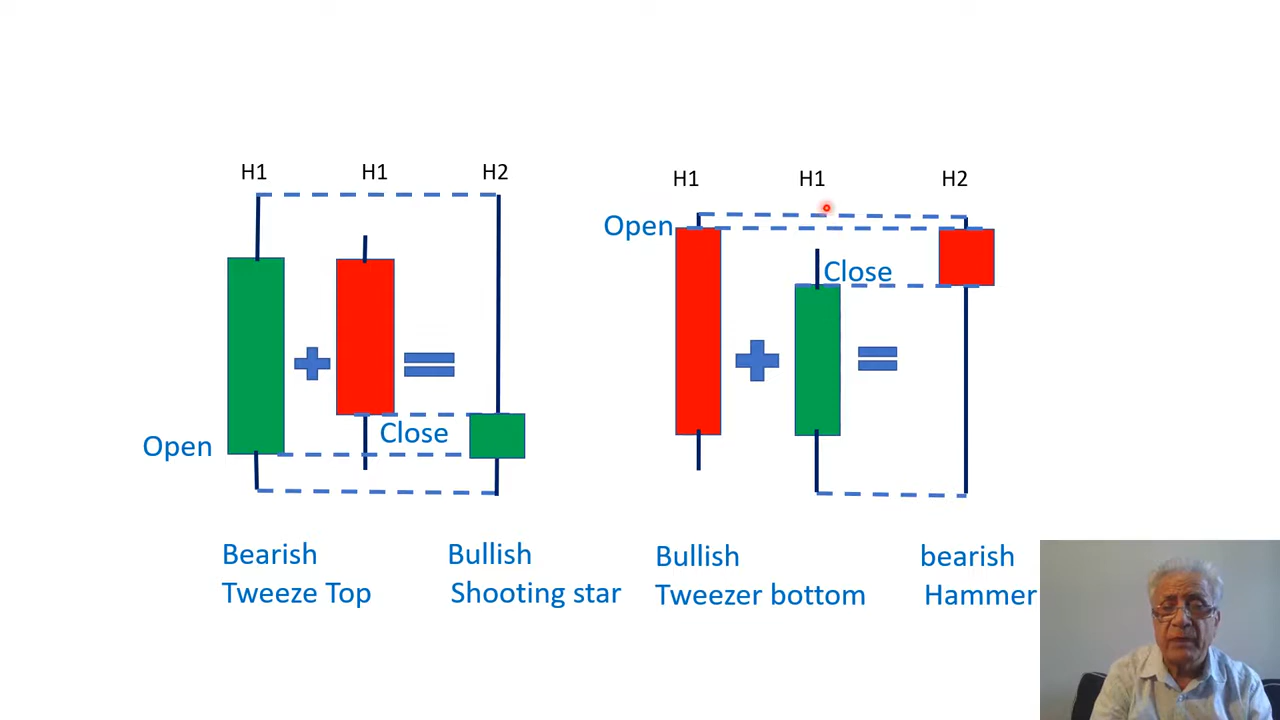 H1 H1 H2
Open
Close
Bearish Bullish
Tweeze Top Shooting star
H1 H1 H2
Open
Close
Bullish bearish
Tweezer bottom Hammer